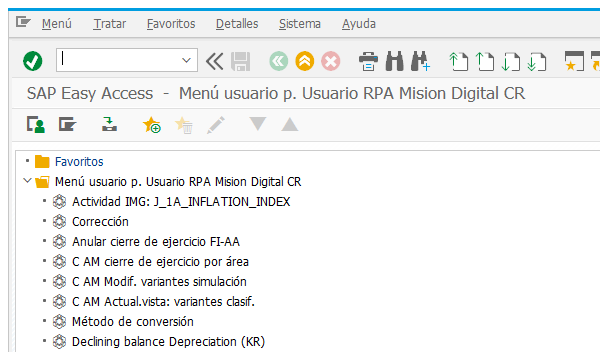 Menú Tratar Favoritos Detalles Sistema Ayuda
SAP Easy Access - Menú usuario p. Usuario RPA Mision Digital CR
Favoritos
Menú usuario p. Usuario RPA Mision Digital CR
Actividad IMG: J_1A_INFLATION_INDEX
Corrección
Anular cierre de ejercicio FI-AA
C AM cierre de ejercicio por área
C AM Modif. variantes simulación
C AM Actual.vista: variantes clasif.
Método de conversión
Declining balance Depreciation (KR)